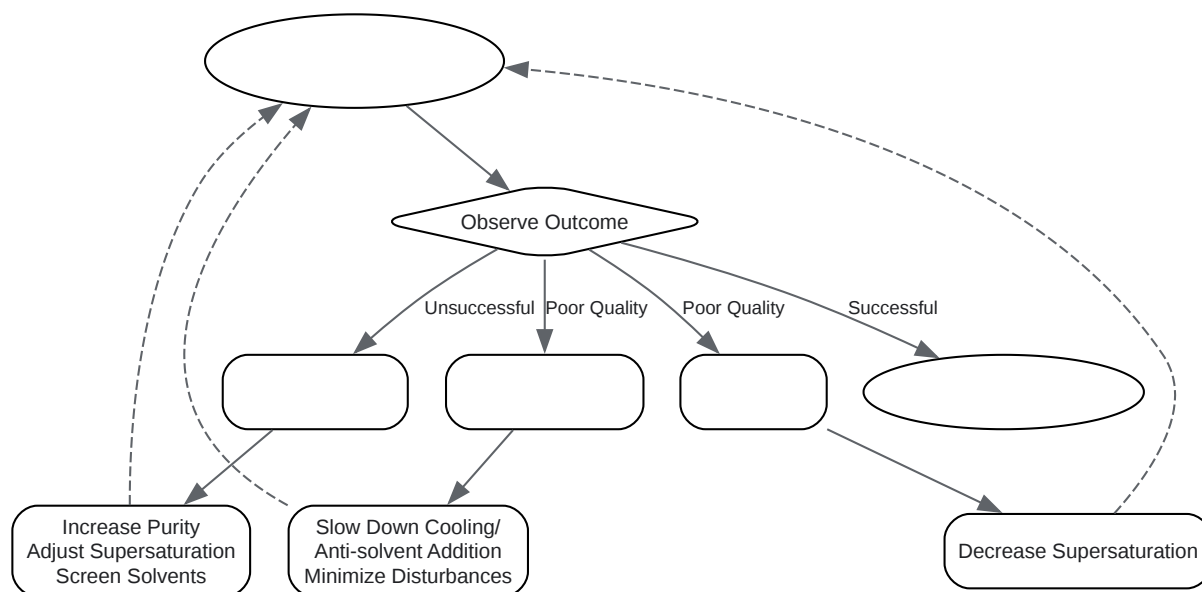 Observe Outcome
Unsuccessful
Poor Quality
Poor Quality
Successful
Increase Purity
Adjust Supersaturation
Screen Solvents
Slow Down Cooling/
Anti-solvent Addition
Minimize Disturbances
Decrease Supersaturation